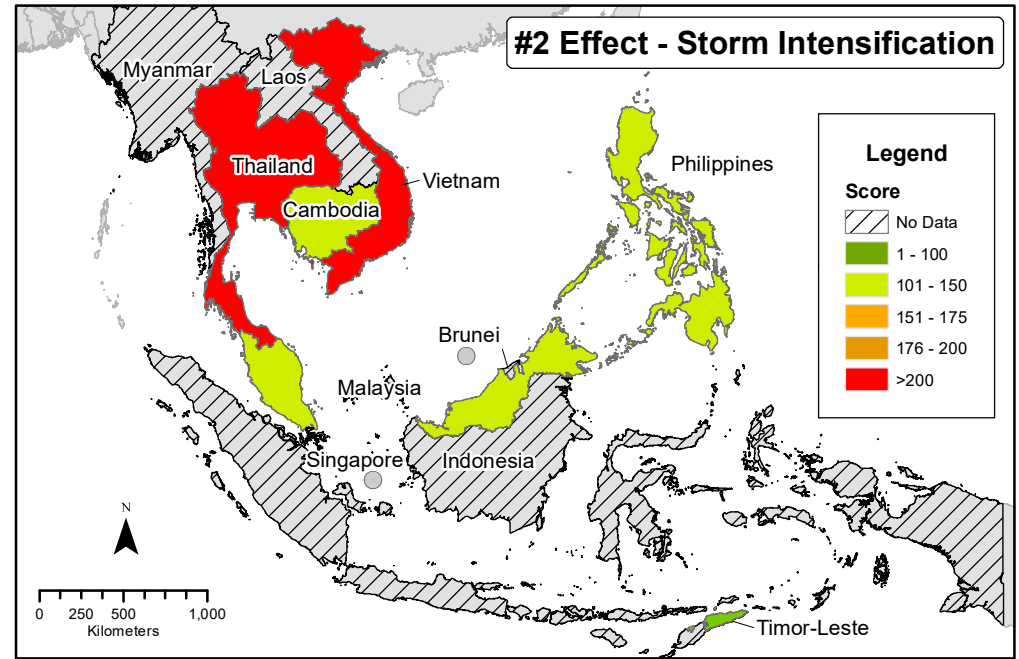 #2 Effect - Storm Intensification
Myanmar
Laos
Thailand
Vietnam
Cambodia
Philippines
Legend
Score
No Data
1 - 100
101 - 150
151 - 175
176 - 200
>200
Brunei
Malaysia
Singapore
Indonesia
Timor-Leste
N
0 250 500 1,000
Kilometers